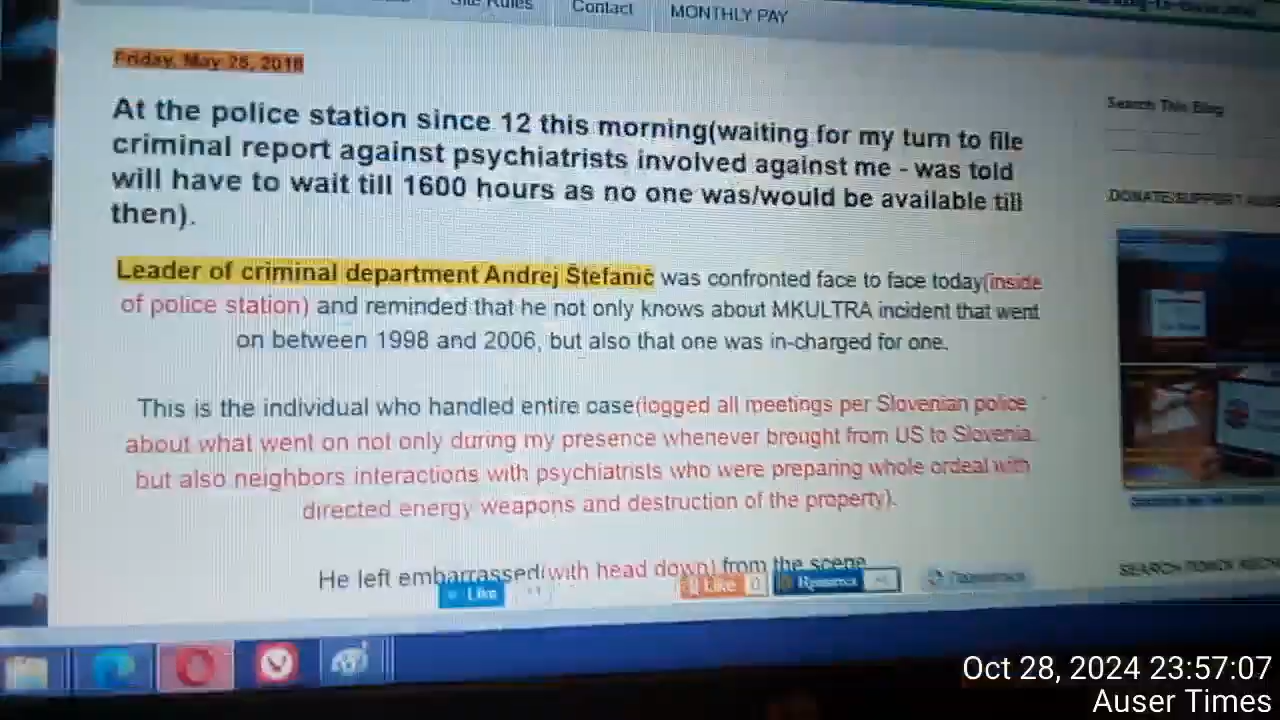 Site Rules
Contact
MONTHLY PAY
Friday, May 25, 2018
Search This Blog
At the police station since 12 this morning(waiting for my turn to file
criminal report against psychiatrists involved against me - was told
will have to wait till 1600 hours as no one was/would be available till
then).
DONATE/SUPPORT
Leader of criminal department Andrej Štefanič was confronted face to face today(inside
of police station) and reminded that he not only knows about MKULTRA incident that went
on between 1998 and 2006, but also that one was in-charged for one.
This is the individual who handled entire case(logged all meetings per Slovenian police
about what went on not only during my presence whenever brought from US to Slovenia
but also neighbors interactions with psychiatrists who were preparing whole ordeal with
directed energy weapons and destruction of the property).
He left embarrassed(with head down) from the scene
Like
Like 0
Oct 28, 2024 23:57:07
Auser Times